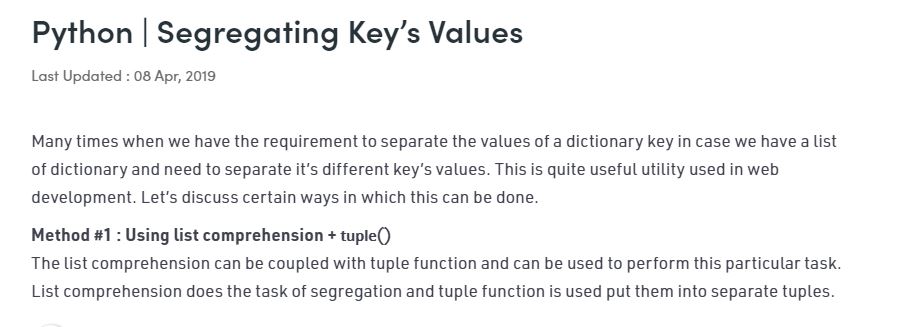 Python | Segregating Key’s Values
Last Updated : 08 Apr, 2019
Many times when we have the requirement to separate the values of a dictionary key in case we have a list
of dictionary and need to separate it’s different key’s values. This is quite useful utility used in web
development. Let’s discuss certain ways in which this can be done.
Method #1 : Using list comprehension + tuple()
The list comprehension can be coupled with tuple function and can be used to perform this particular task.
List comprehension does the task of segregation and tuple function is used put them into separate tuples.